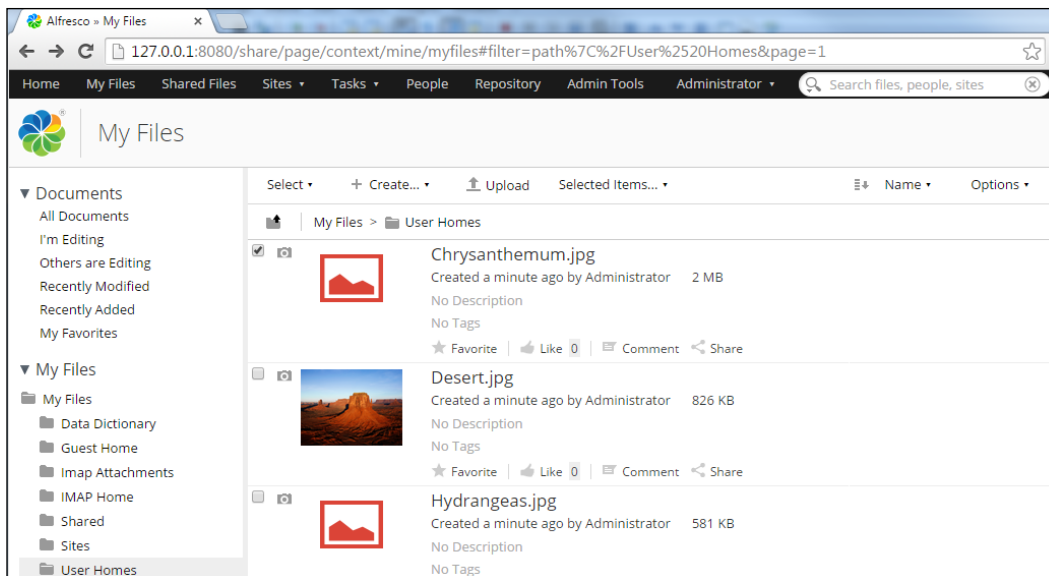 Alfresco » My Files
127.0.0.1:8080/share/page/context/mine/myfiles#filter=path%7C%2FUser%2520Homes&page=1
Home My Files Shared Files Sites Tasks People Repository Admin Tools Administrator Search files, people, sites
My Files
Select Create... Upload Selected Items... Name Options
My Files > User Homes
Documents
All Documents
I'm Editing
Others are Editing
Recently Modified
Recently Added
My Favorites
My Files
My Files
Data Dictionary
Guest Home
Imap Attachments
IMAP Home
Shared
Sites
User Homes
Chrysanthemum.jpg
Created a minute ago by Administrator 2 MB
No Description
No Tags
Favorite Like 0 Comment Share
Desert.jpg
Created a minute ago by Administrator 826 KB
No Description
No Tags
Favorite Like 0 Comment Share
Hydrangeas.jpg
Created a minute ago by Administrator 581 KB
No Description
No Tags